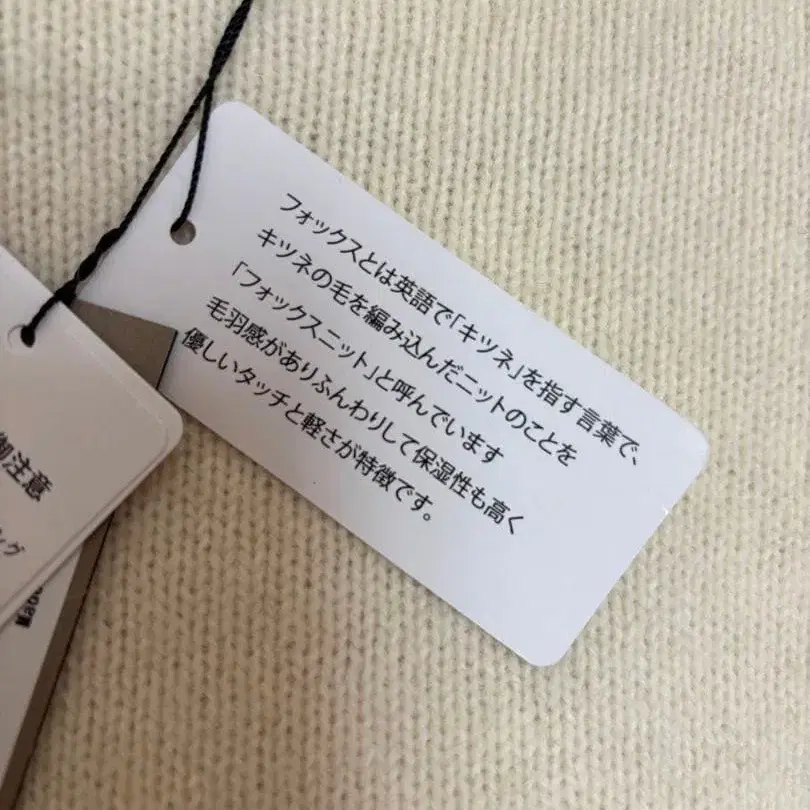 フォックスとは英語で「キツネ」を指す言葉で、
キツネの毛を編み込んだニットのことを
「フォックスニット」と呼んでいます
毛羽感がありふんわりして保湿性も高く
優しいタッチと軽さが特徴です。
御注意
ング